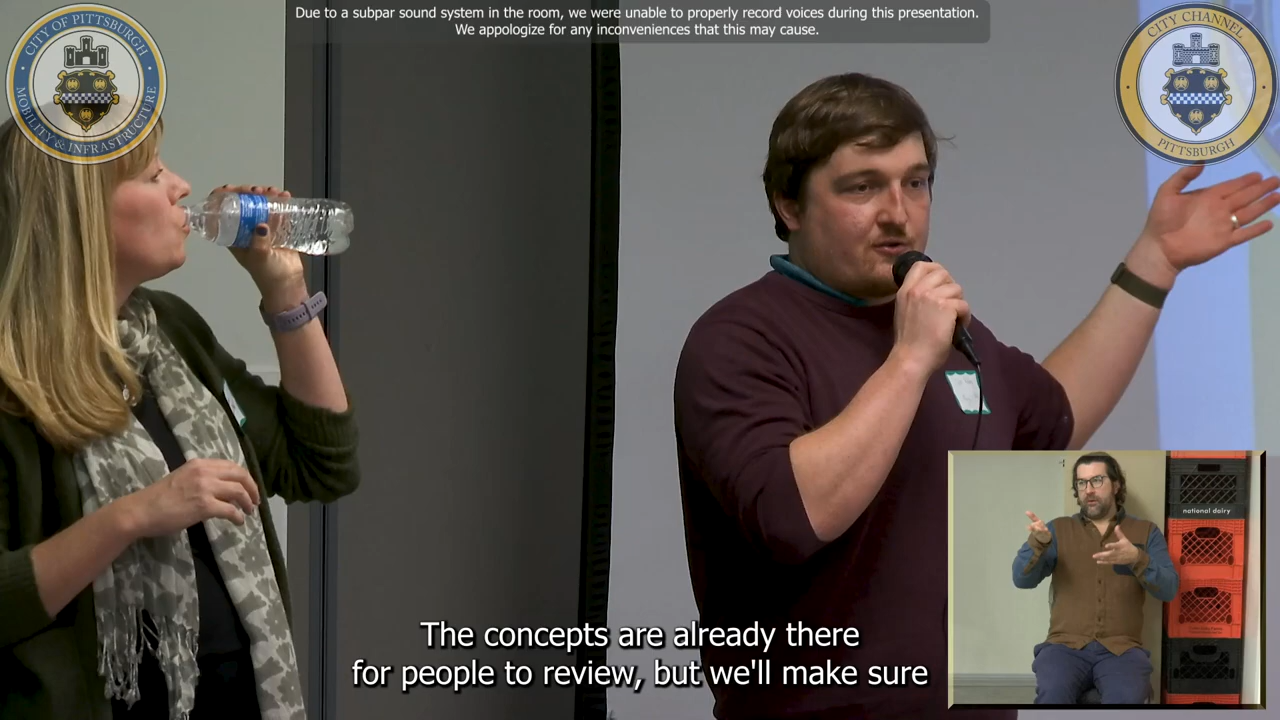 Due to a subpar sound system in the room, we were unable to properly record voices during this presentation.
We appologize for any inconveniences that this may cause.
CITY OF PITTSBURGH
MOBILITY & INFRASTRUCTURE
CITY CHANNEL
PITTSBURGH
national dairy
The concepts are already there
for people to review, but we'll make sure